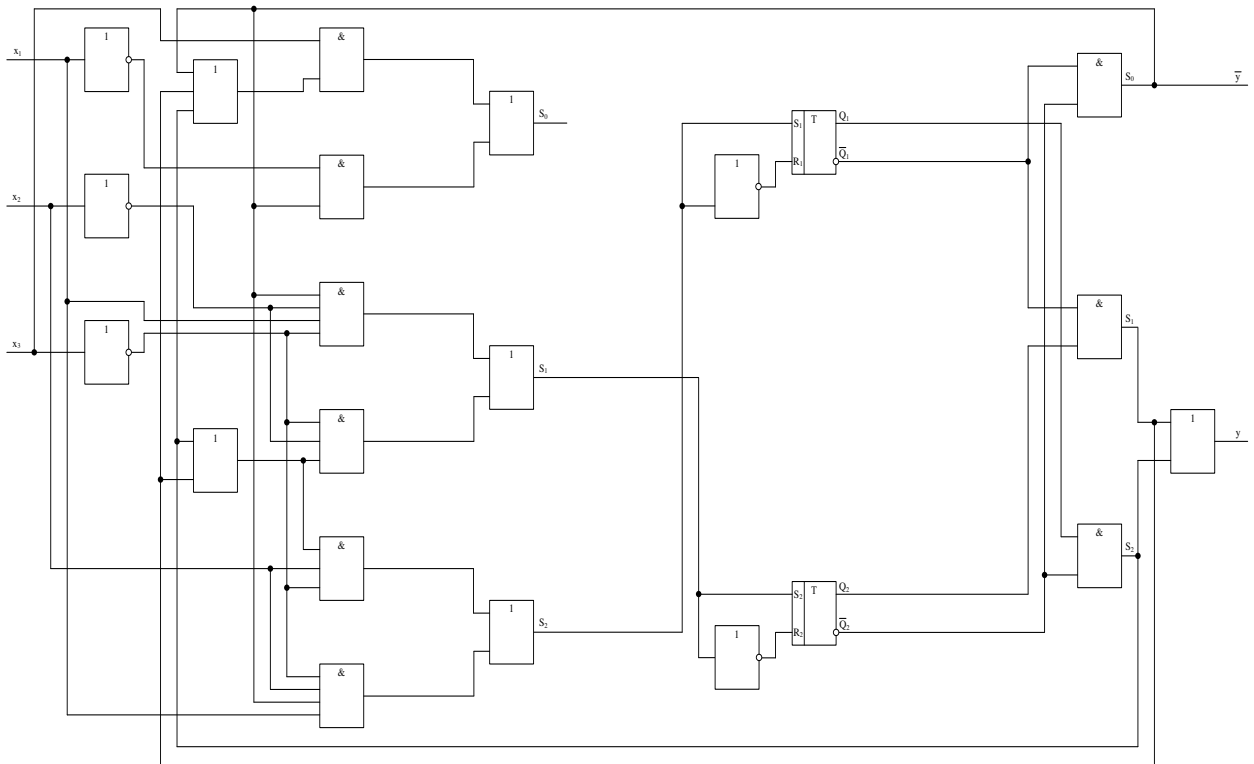 x₁
1
1
&
1
S₀
&
x₂
1
x₃
1
&
1
S₁
&
1
&
1
S₂
&
S₁ T Q₁
R₁ Q̅₁
1
S₂ T Q₂
R₂ Q̅₂
1
&
S₀
y̅
&
S₁
1
y
&
S₂